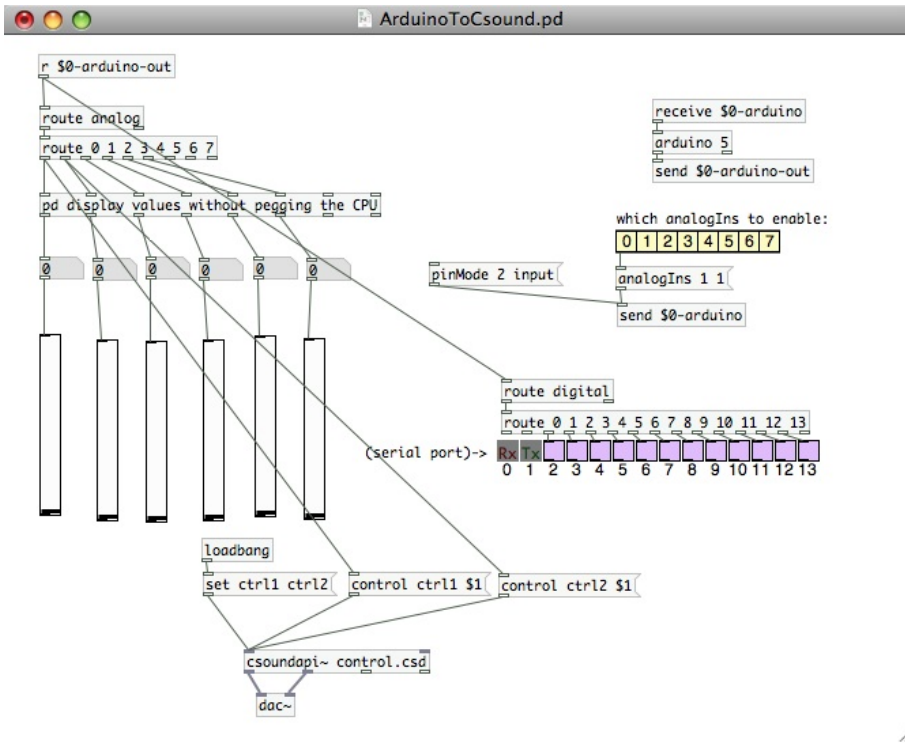 ArduinoToCsound.pd
r $0-arduino-out
route analog
route 0 1 2 3 4 5 6 7
pd display values without pegging the CPU
0 0 0 0 0 0
receive $0-arduino
arduino 5
send $0-arduino-out
which analogIns to enable:
0 1 2 3 4 5 6 7
pinMode 2 input
analogIns 1 1
send $0-arduino
route digital
route 0 1 2 3 4 5 6 7 8 9 10 11 12 13
(serial port)-> Rx Tx
0 1 2 3 4 5 6 7 8 9 10 11 12 13
loadbang
set ctrl1 ctrl2
control ctrl1 $1
control ctrl2 $1
csoundapi~ control.csd
dac~